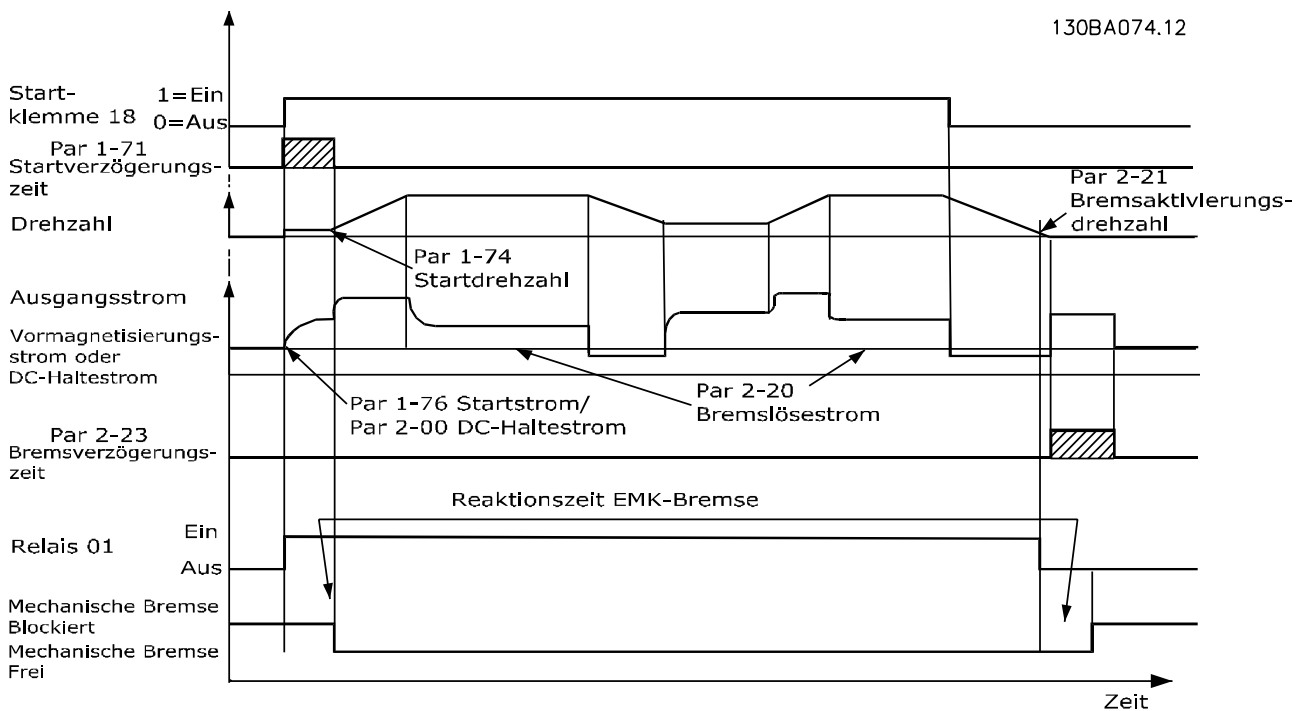 130BA074.12
Start-
klemme 18
1=Ein
0=Aus
Par 1-71
Startverzögerungs-
zeit
Par 2-21
Bremsaktivierungs-
drehzahl
Drehzahl
Par 1-74
Startdrehzahl
Ausgangsstrom
Vormagnetisierungs-
strom oder
DC-Haltestrom
Par 1-76 Startstrom/
Par 2-00 DC-Haltestrom
Par 2-20
Bremslösestrom
Par 2-23
Bremsverzögerungs-
zeit
Reaktionszeit EMK-Bremse
Relais 01
Ein
Aus
Mechanische Bremse
Blockiert
Mechanische Bremse
Frei
Zeit